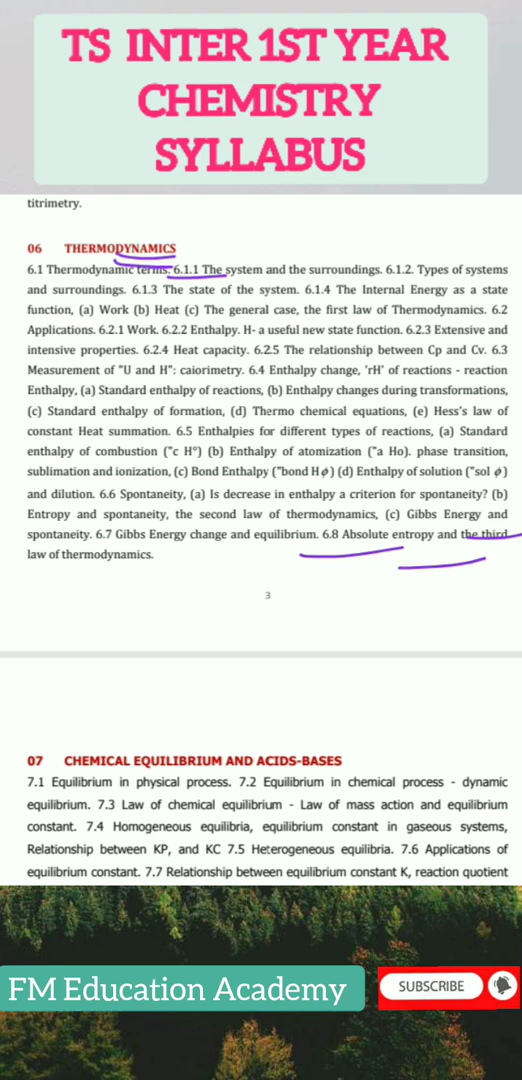 TS INTER 1ST YEAR
CHEMISTRY
SYLLABUS
titrimetry.
06 THERMODYNAMICS
6.1 Thermodynamic terms. 6.1.1 The system and the surroundings. 6.1.2. Types of systems
and surroundings. 6.1.3 The state of the system. 6.1.4 The Internal Energy as a state
function, (a) Work (b) Heat (c) The general case, the first law of Thermodynamics. 6.2
Applications. 6.2.1 Work. 6.2.2 Enthalpy. H- a useful new state function. 6.2.3 Extensive and
intensive properties. 6.2.4 Heat capacity. 6.2.5 The relationship between Cp and Cv. 6.3
Measurement of "U and H": caiorimetry. 6.4 Enthalpy change, 'rH' of reactions - reaction
Enthalpy, (a) Standard enthalpy of reactions, (b) Enthalpy changes during transformations,
(c) Standard enthalpy of formation, (d) Thermo chemical equations, (e) Hess's law of
constant Heat summation. 6.5 Enthalpies for different types of reactions, (a) Standard
enthalpy of combustion ("c H°) (b) Enthalpy of atomization ("a Ho). phase transition,
sublimation and ionization, (c) Bond Enthalpy ("bond H ϕ) (d) Enthalpy of solution ("sol ϕ)
and dilution. 6.6 Spontaneity, (a) Is decrease in enthalpy a criterion for spontaneity? (b)
Entropy and spontaneity, the second law of thermodynamics, (c) Gibbs Energy and
spontaneity. 6.7 Gibbs Energy change and equilibrium. 6.8 Absolute entropy and the third
law of thermodynamics.
3
07 CHEMICAL EQUILIBRIUM AND ACIDS-BASES
7.1 Equilibrium in physical process. 7.2 Equilibrium in chemical process - dynamic
equilibrium. 7.3 Law of chemical equilibrium - Law of mass action and equilibrium
constant. 7.4 Homogeneous equilibria, equilibrium constant in gaseous systems,
Relationship between KP, and KC 7.5 Heterogeneous equilibria. 7.6 Applications of
equilibrium constant. 7.7 Relationship between equilibrium constant K, reaction quotient
FM Education Academy
SUBSCRIBE